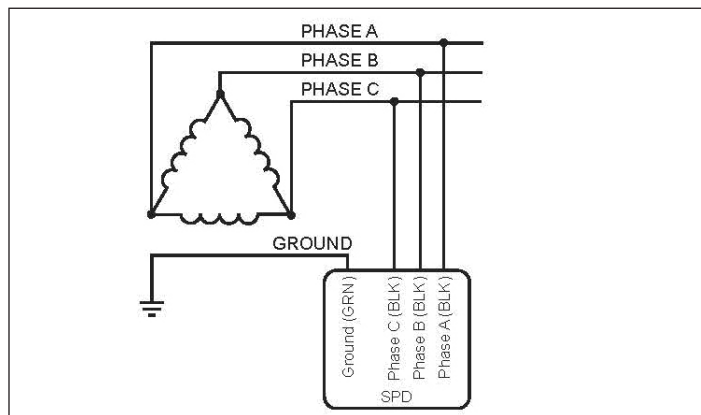 PHASE A
PHASE B
PHASE C
GROUND
Ground (GRN)
Phase C (BLK)
Phase B (BLK)
Phase A (BLK)
SPD